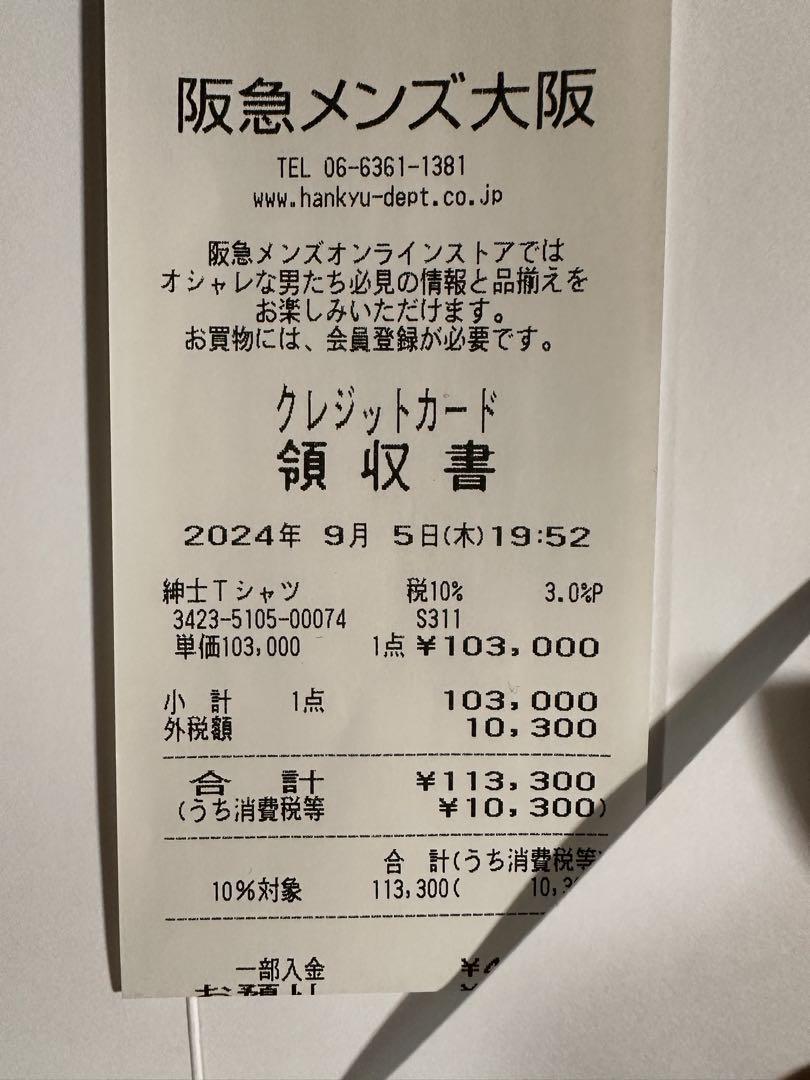 阪急メンズ大阪
TEL 06-6361-1381
www.hankyu-dept.co.jp
阪急メンズオンラインストアでは
オシャレな男たち必見の情報と品揃えを
お楽しみいただけます。
お買物には、会員登録が必要です。
クレジットカード
領収書
2024年 9月 5日(木)19:52
紳士Tシャツ 税10% 3.0%P
3423-5105-00074 S311
単価103,000 1点 ¥103,000
小 計 1点 103,000
外税額 10,300
合 計 ¥113,300
(うち消費税等 ¥10,300)
合 計(うち消費税等)
10%対象 113,300(
一部入金